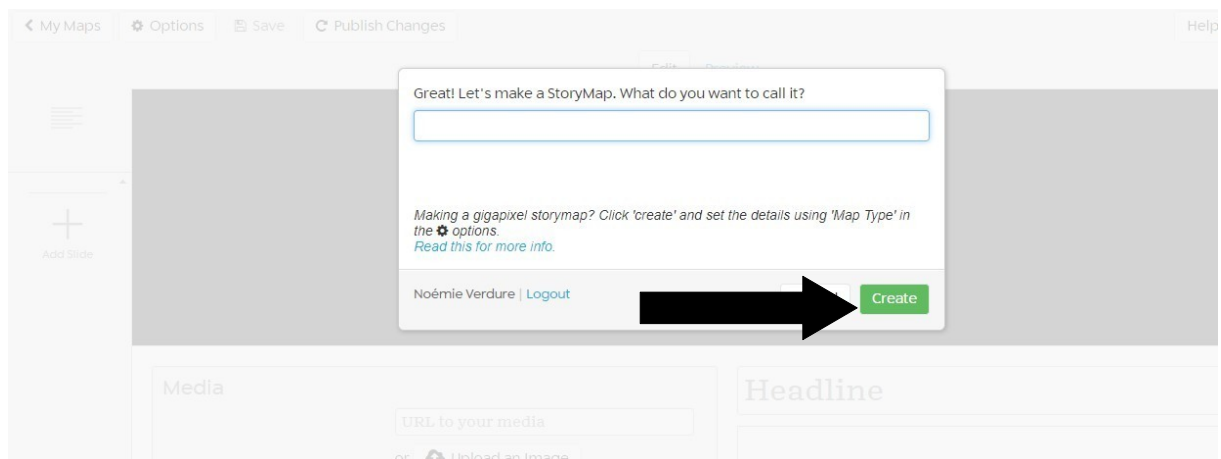 My Maps Options Save Publish Changes Help
Edit Preview
Great! Let's make a StoryMap. What do you want to call it?
Making a gigapixel storymap? Click 'create' and set the details using 'Map Type' in
the options.
Read this for more info.
Add Slide
Noémie Verdure | Logout
Create
Media
Headline
URL to your media
or Upload an Image